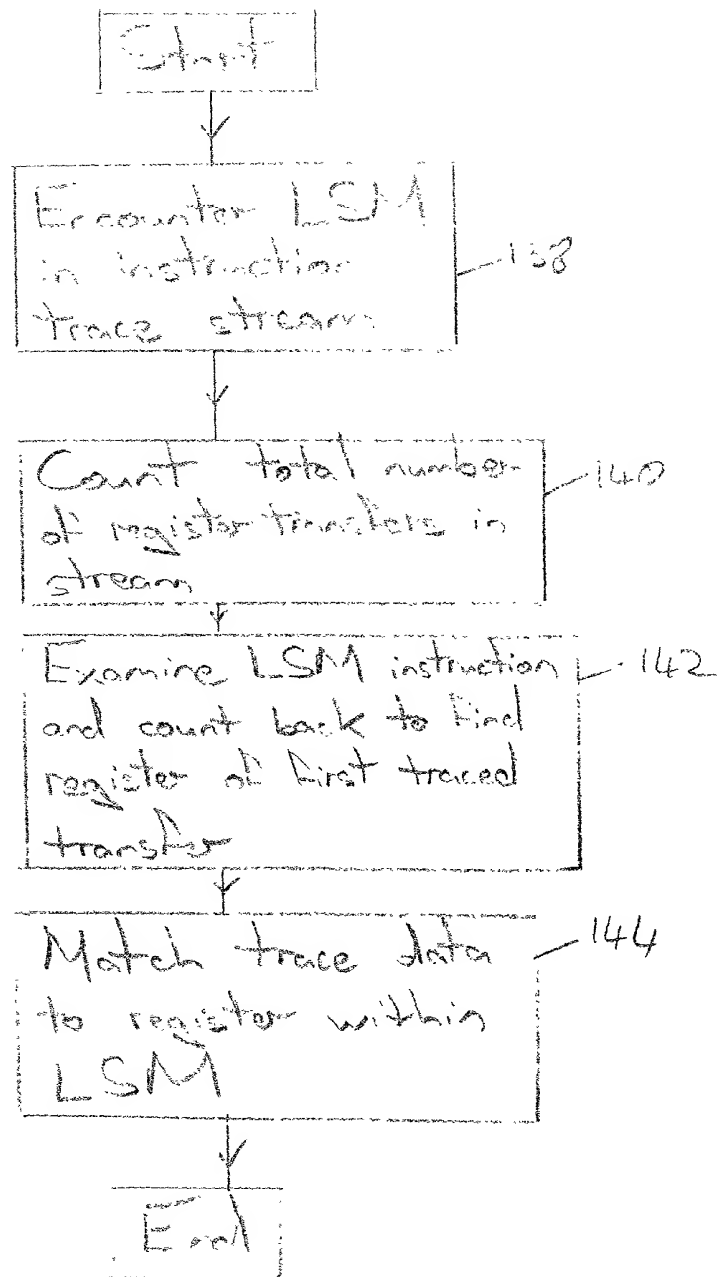 Start
Encounter LSM
in instruction
trace stream
138
Count total number
of register transfers in
stream
140
Examine LSM instruction
and count back to find
register of first traced
transfer
142
Match trace data
to register within
LSM
144
End